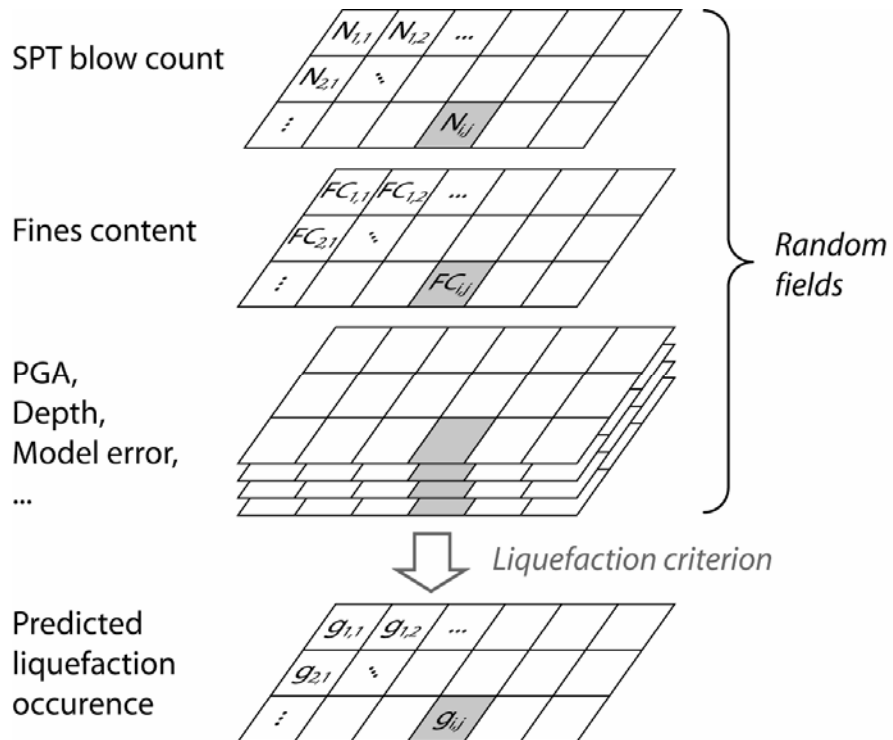 SPT blow count
N1,1 N1,2 ...
N2,1 ⋱
⋮ Ni,j
Fines content
FC1,1 FC1,2 ...
FC2,1 ⋱
⋮ FCi,j
Random
fields
PGA,
Depth,
Model error,
...
Liquefaction criterion
Predicted
liquefaction
occurence
g1,1 g1,2 ...
g2,1 ⋱
⋮ gi,j